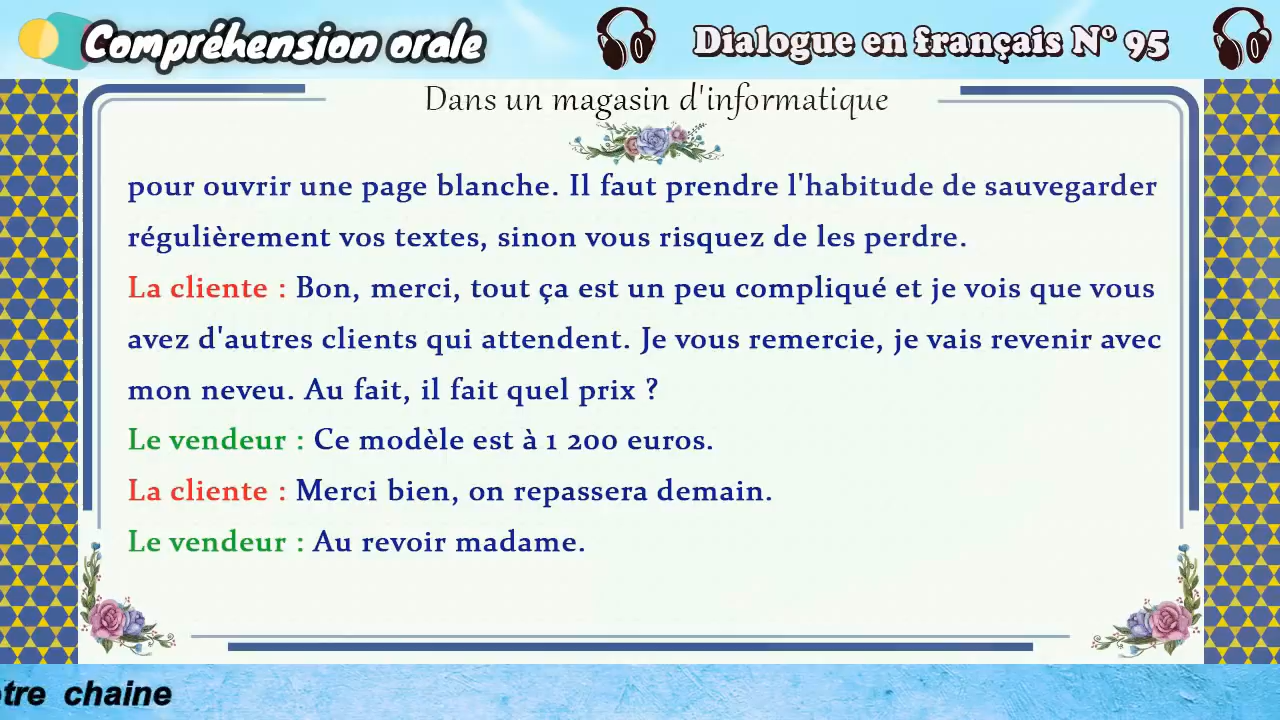 Compréhension orale
Dialogue en français N° 95
Dans un magasin d'informatique
pour ouvrir une page blanche. Il faut prendre l'habitude de sauvegarder
régulièrement vos textes, sinon vous risquez de les perdre.
La cliente : Bon, merci, tout ça est un peu compliqué et je vois que vous
avez d'autres clients qui attendent. Je vous remercie, je vais revenir avec
mon neveu. Au fait, il fait quel prix ?
Le vendeur : Ce modèle est à 1 200 euros.
La cliente : Merci bien, on repassera demain.
Le vendeur : Au revoir madame.
tre chaine